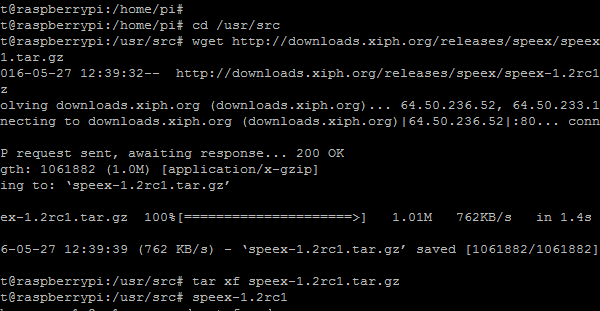 t@raspberrypi:/home/pi#
t@raspberrypi:/home/pi# cd /usr/src
t@raspberrypi:/usr/src# wget http://downloads.xiph.org/releases/speex/speex
1.tar.gz
016-05-27 12:39:32--  http://downloads.xiph.org/releases/speex/speex-1.2rc1
z
olving downloads.xiph.org (downloads.xiph.org)... 64.50.236.52, 64.50.233.1
necting to downloads.xiph.org (downloads.xiph.org)|64.50.236.52|:80... conn
P request sent, awaiting response... 200 OK
gth: 1061882 (1.0M) [application/x-gzip]
ing to: ‘speex-1.2rc1.tar.gz’
ex-1.2rc1.tar.gz  100%[=====================>]   1.01M   762KB/s   in 1.4s
6-05-27 12:39:39 (762 KB/s) - ‘speex-1.2rc1.tar.gz’ saved [1061882/1061882]
t@raspberrypi:/usr/src# tar xf speex-1.2rc1.tar.gz
t@raspberrypi:/usr/src# speex-1.2rc1